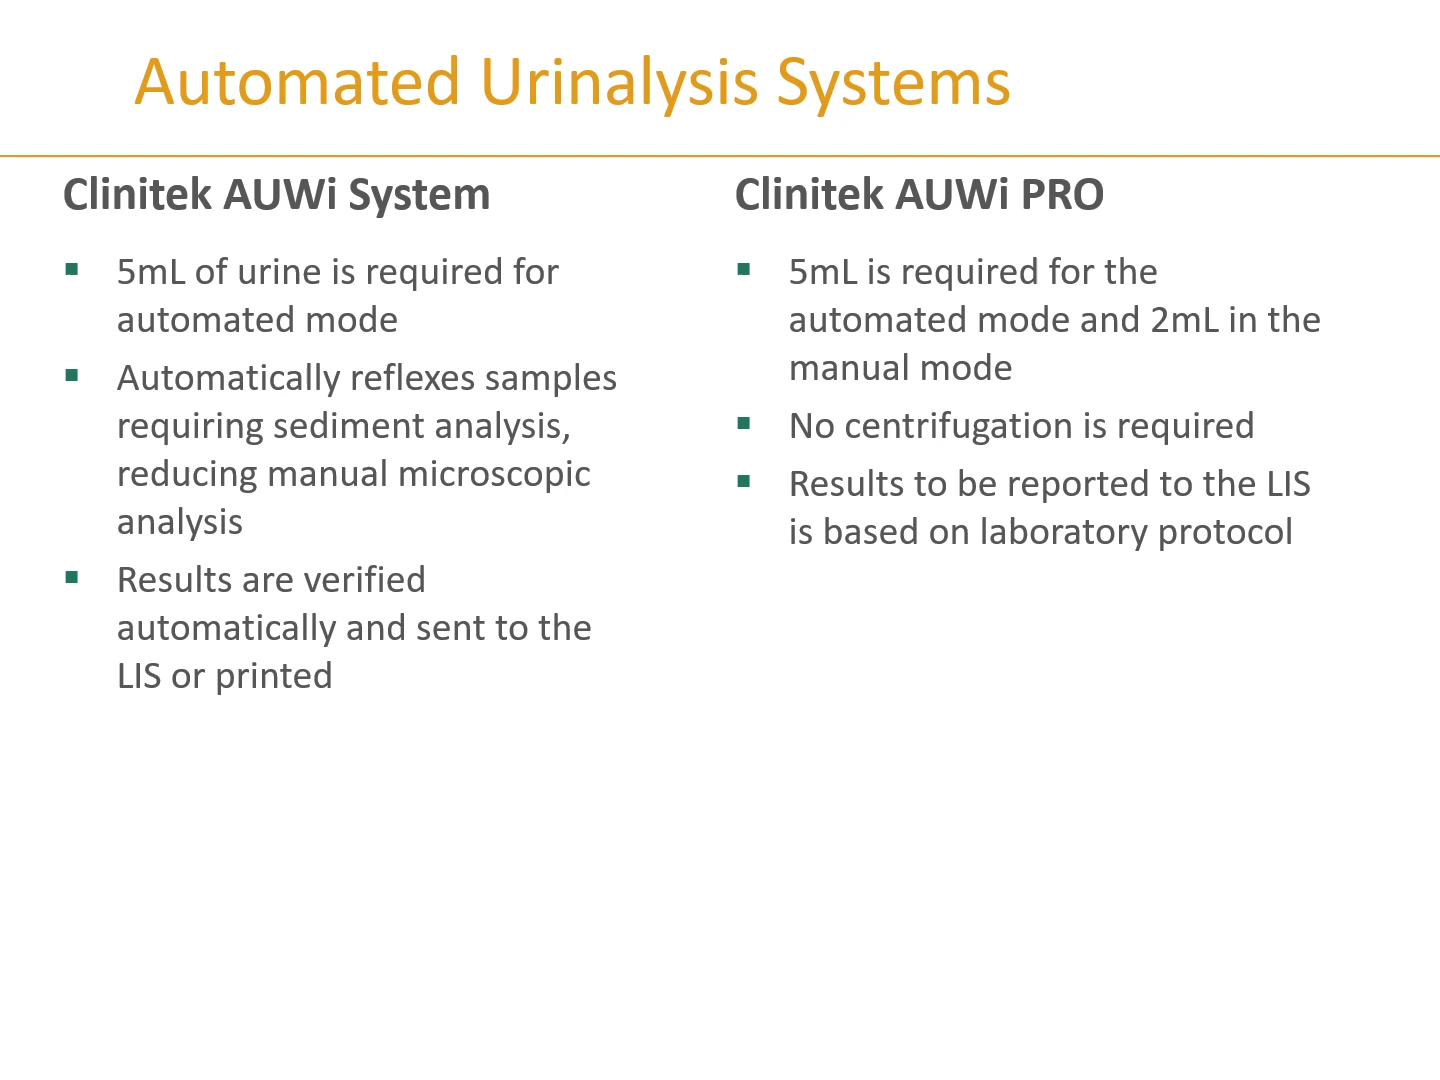 Automated Urinalysis Systems
Clinitek AUWi System
▪ 5mL of urine is required for
automated mode
▪ Automatically reflexes samples
requiring sediment analysis,
reducing manual microscopic
analysis
▪ Results are verified
automatically and sent to the
LIS or printed
Clinitek AUWi PRO
▪ 5mL is required for the
automated mode and 2mL in the
manual mode
▪ No centrifugation is required
▪ Results to be reported to the LIS
is based on laboratory protocol